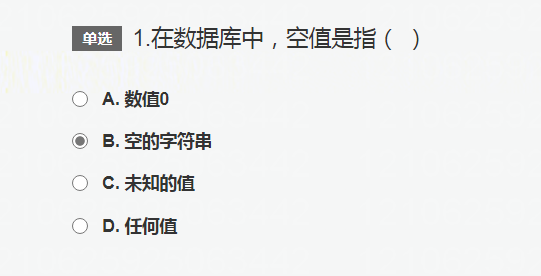 单选 1.在数据库中，空值是指（ ）
A. 数值0
B. 空的字符串
C. 未知的值
D. 任何值